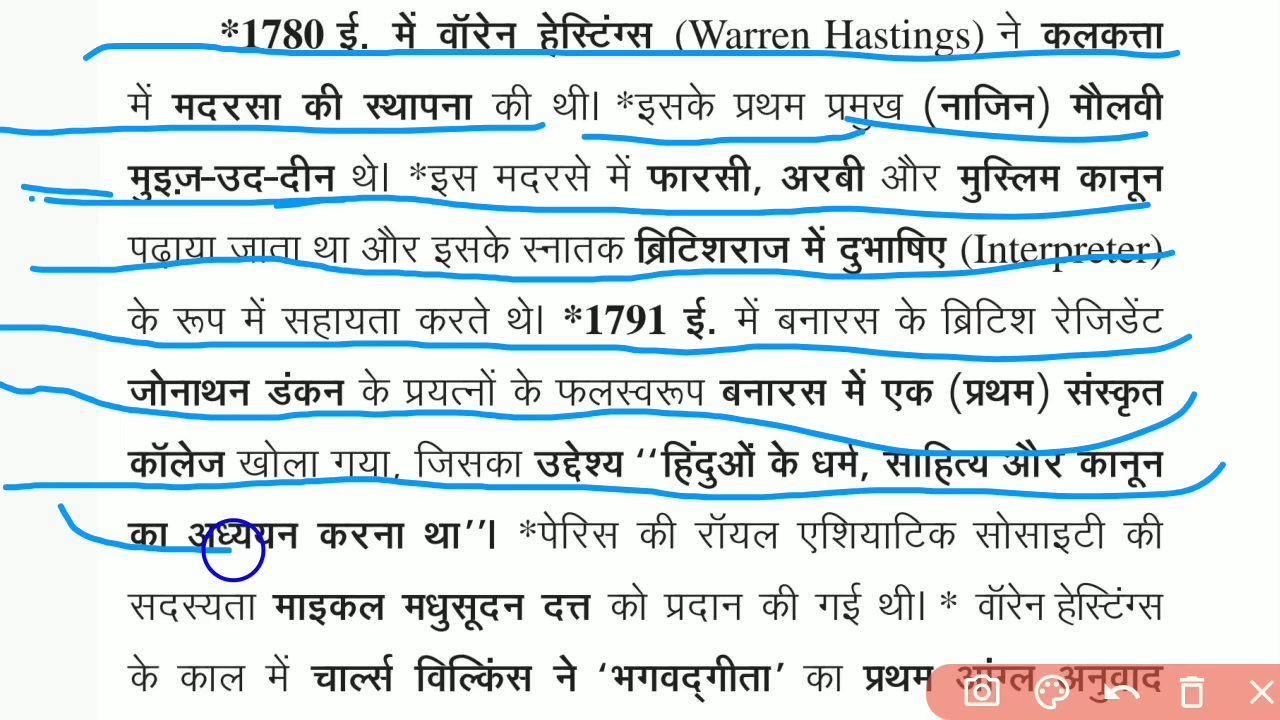 *1780 ई. में वॉरेन हेस्टिंग्स (Warren Hastings) ने कलकत्ता
में मदरसा की स्थापना की थी। *इसके प्रथम प्रमुख (नाजिन) मौलवी
मुइज़-उद-दीन थे। *इस मदरसे में फारसी, अरबी और मुस्लिम कानून
पढ़ाया जाता था और इसके स्नातक ब्रिटिशराज में दुभाषिए (Interpreter)
के रूप में सहायता करते थे। *1791 ई. में बनारस के ब्रिटिश रेजिडेंट
जोनाथन डंकन के प्रयत्नों के फलस्वरूप बनारस में एक (प्रथम) संस्कृत
कॉलेज खोला गया, जिसका उद्देश्य ‘‘हिंदुओं के धर्म, साहित्य और कानून
का अध्ययन करना था’’। *पेरिस की रॉयल एशियाटिक सोसाइटी की
सदस्यता माइकल मधुसूदन दत्त को प्रदान की गई थी। * वॉरेन हेस्टिंग्स
के काल में चार्ल्स विल्किंस ने ‘भगवद्गीता’ का प्रथम आंग्ल अनुवाद